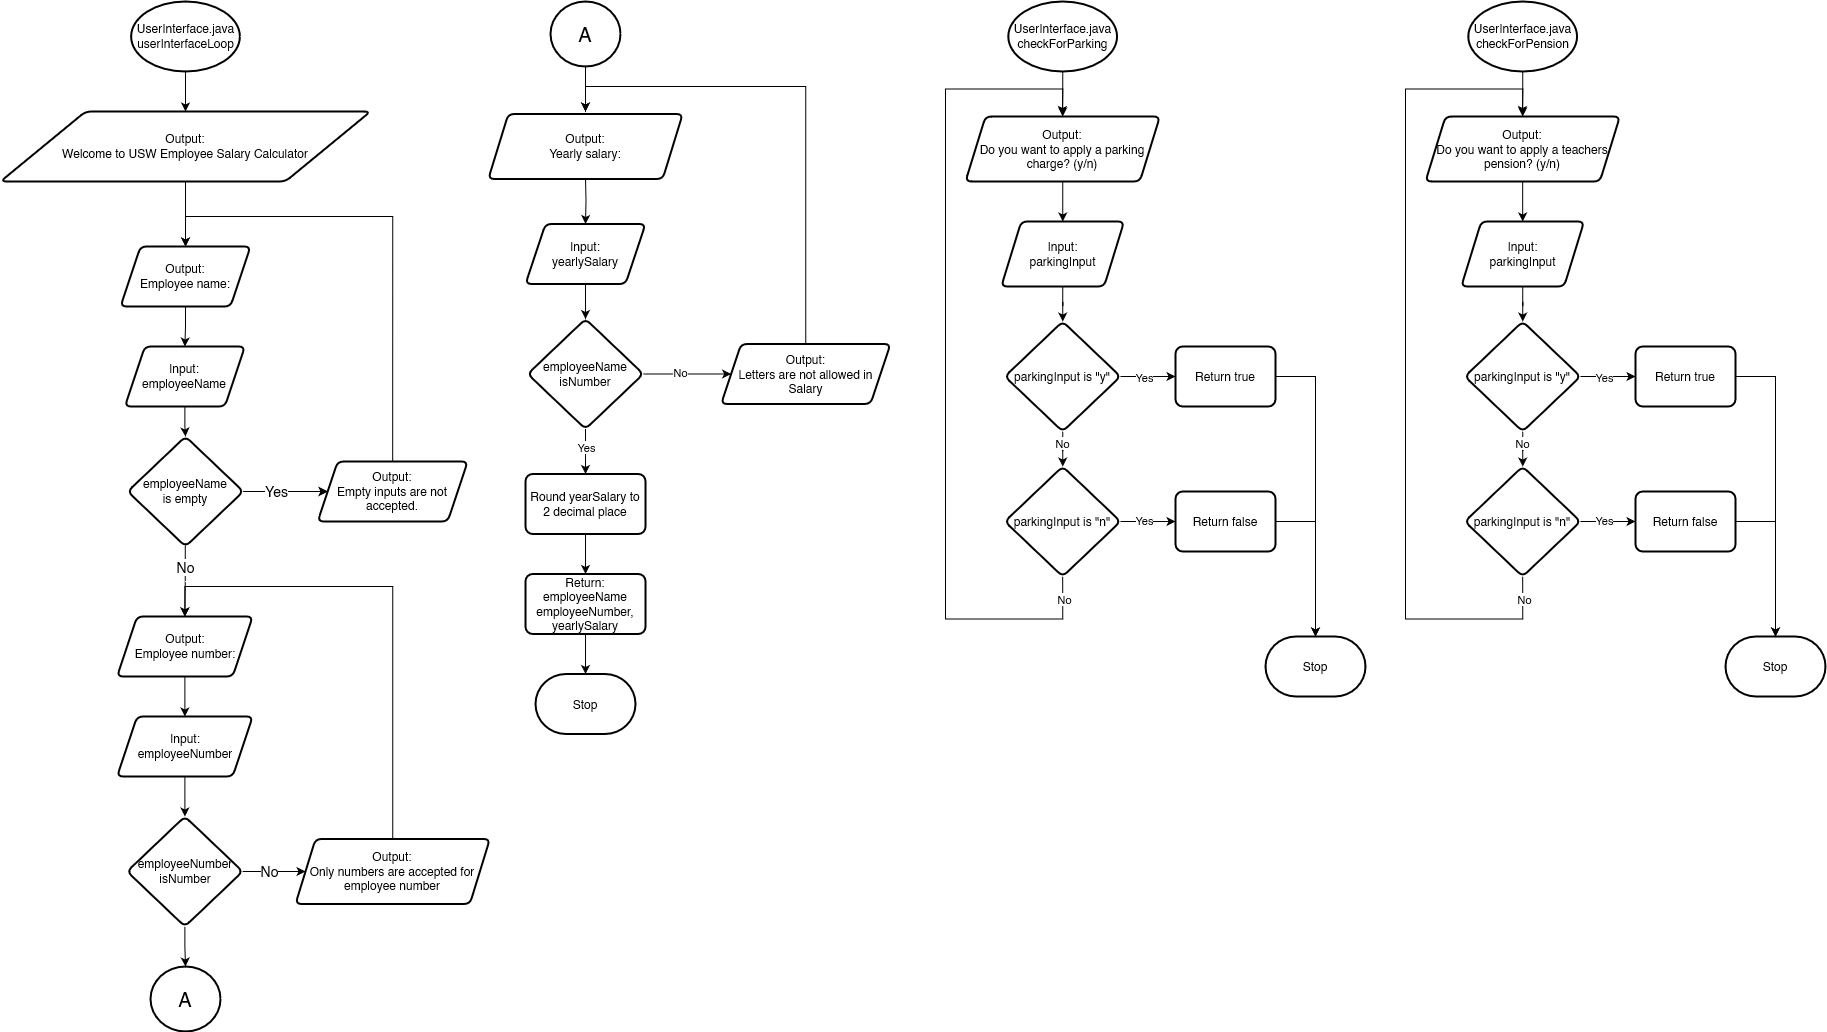 UserInterface.java
userInterfaceLoop
Output:
Welcome to USW Employee Salary Calculator
Output:
Employee name:
Input:
employeeName
employeeName
is empty
Yes
Output:
Empty inputs are not
accepted.
No
Output:
Employee number:
Input:
employeeNumber
employeeNumber
isNumber
No
Output:
Only numbers are accepted for
employee number
A
A
Output:
Yearly salary:
Input:
yearlySalary
employeeName
isNumber
No
Output:
Letters are not allowed in
Salary
Yes
Round yearSalary to
2 decimal place
Return:
employeeName
employeeNumber,
yearlySalary
Stop
UserInterface.java
checkForParking
Output:
Do you want to apply a parking
charge? (y/n)
Input:
parkingInput
parkingInput is "y"
Yes
Return true
No
parkingInput is "n"
Yes
Return false
No
Stop
UserInterface.java
checkForPension
Output:
Do you want to apply a teachers
pension? (y/n)
Input:
parkingInput
parkingInput is "y"
Yes
Return true
No
parkingInput is "n"
Yes
Return false
No
Stop